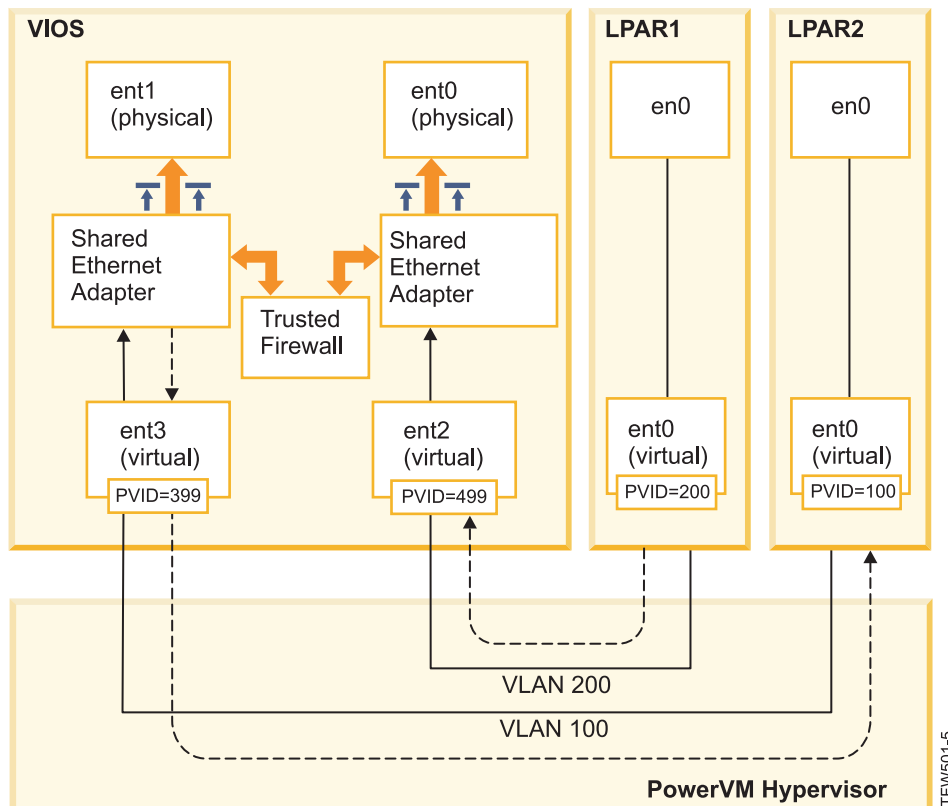 VIOS
LPAR1
LPAR2
ent1
(physical)
ent0
(physical)
en0
en0
Shared
Ethernet
Adapter
Shared
Ethernet
Adapter
Trusted
Firewall
ent3
(virtual)
PVID=399
ent2
(virtual)
PVID=499
ent0
(virtual)
PVID=200
ent0
(virtual)
PVID=100
VLAN 200
VLAN 100
PowerVM Hypervisor